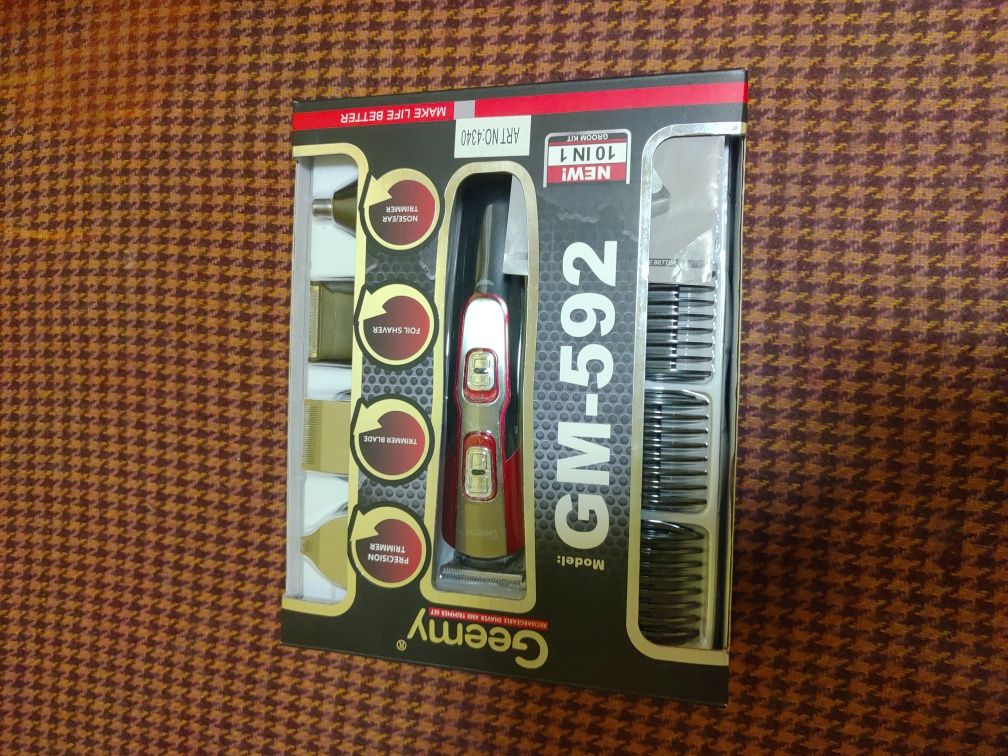 Geemy®
RECHARGEABLE SHAVER AND TRIMMER SET
Model:
GM-592
PRECISION
TRIMMER
TRIMMER BLADE
FOIL SHAVER
NOSE/EAR
TRIMMER
Geemy
NEW!
10 IN 1
GROOM KIT
ART NO:4340
MAKE LIFE BETTER